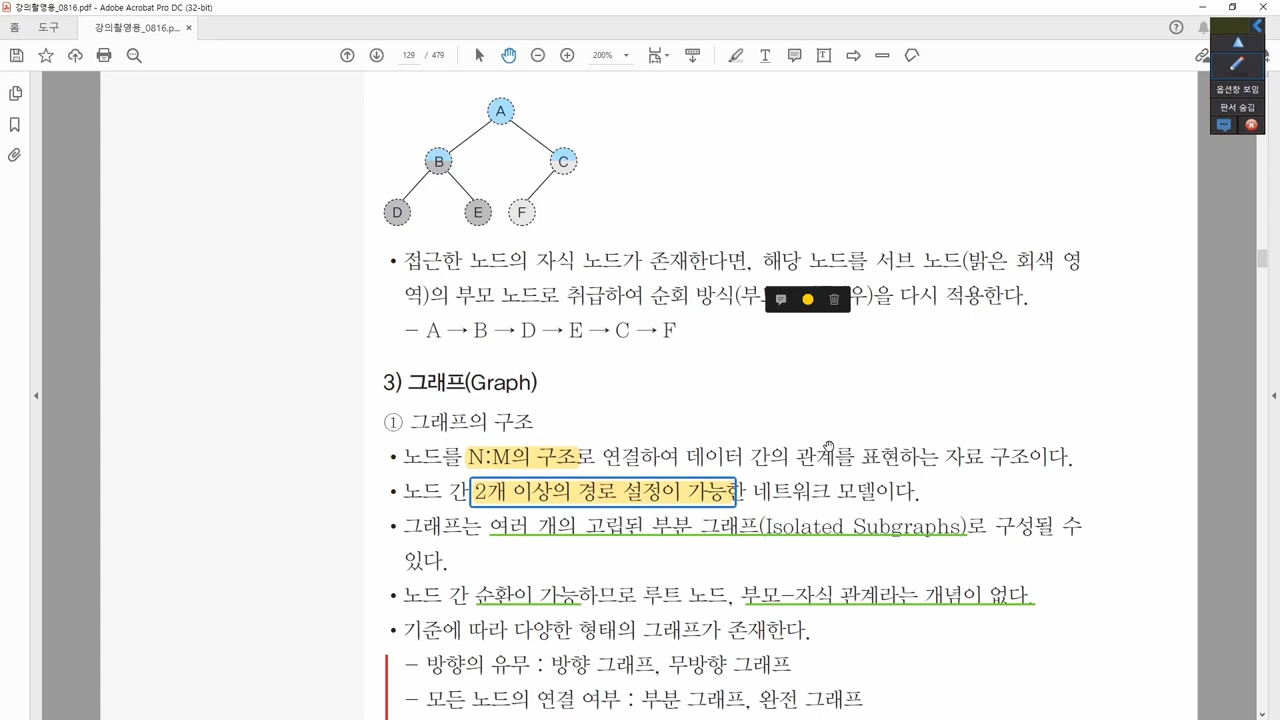 강의촬영용_0816.pdf - Adobe Acrobat Pro DC (32-bit)
홈 도구 강의촬영용_0816.p... ×
129 / 479 200%
옵션창 보임
판서 숨김
A
B C
D E F
• 접근한 노드의 자식 노드가 존재한다면, 해당 노드를 서브 노드(밝은 회색 영
역)의 부모 노드로 취급하여 순회 방식(부 우)을 다시 적용한다.
– A → B → D → E → C → F
3) 그래프(Graph)
① 그래프의 구조
• 노드를 N:M의 구조로 연결하여 데이터 간의 관계를 표현하는 자료 구조이다.
• 노드 간 2개 이상의 경로 설정이 가능한 네트워크 모델이다.
• 그래프는 여러 개의 고립된 부분 그래프(Isolated Subgraphs)로 구성될 수
있다.
• 노드 간 순환이 가능하므로 루트 노드, 부모–자식 관계라는 개념이 없다.
• 기준에 따라 다양한 형태의 그래프가 존재한다.
– 방향의 유무 : 방향 그래프, 무방향 그래프
– 모든 노드의 연결 여부 : 부분 그래프, 완전 그래프